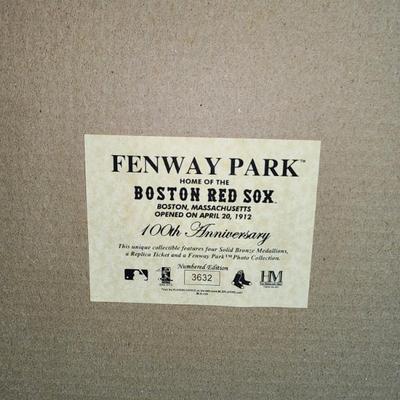 FENWAY PARK™
HOME OF THE
BOSTON RED SOX™
BOSTON, MASSACHUSETTS
OPENED ON APRIL 20, 1912
100th Anniversary
This unique collectible features four Solid Bronze Medallions,
a Replica Ticket and a Fenway Park™ Photo Collection.
Numbered Edition
3632
HM